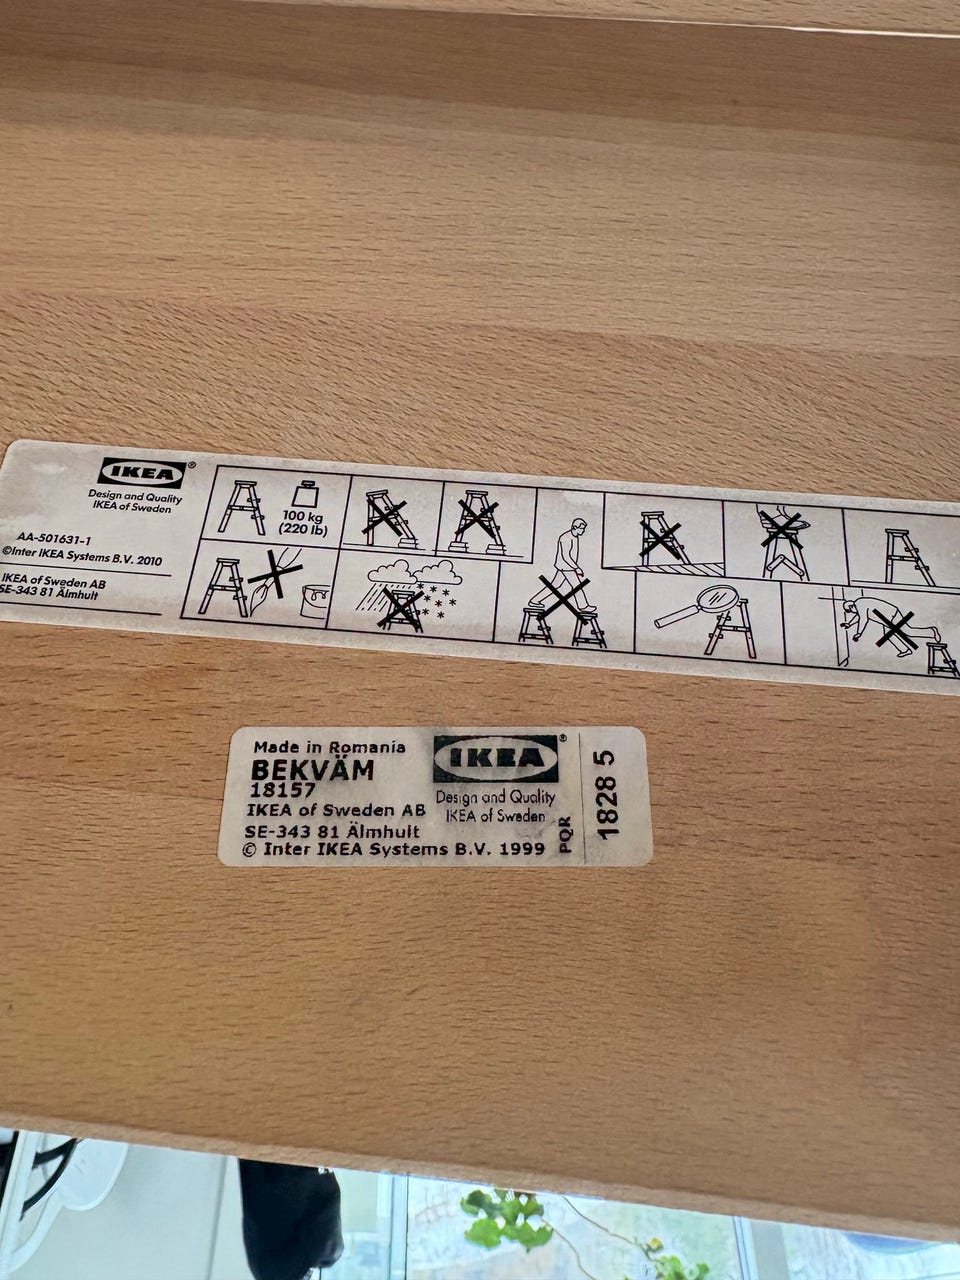 IKEA®
Design and Quality
IKEA of Sweden
AA-501631-1
©Inter IKEA Systems B.V. 2010
IKEA of Sweden AB
SE-343 81 Älmhult
100 kg
(220 lb)
Made in Romania
BEKVÄM
18157
IKEA of Sweden AB
SE-343 81 Älmhult
© Inter IKEA Systems B.V. 1999
IKEA®
Design and Quality
IKEA of Sweden
PQR
1828 5